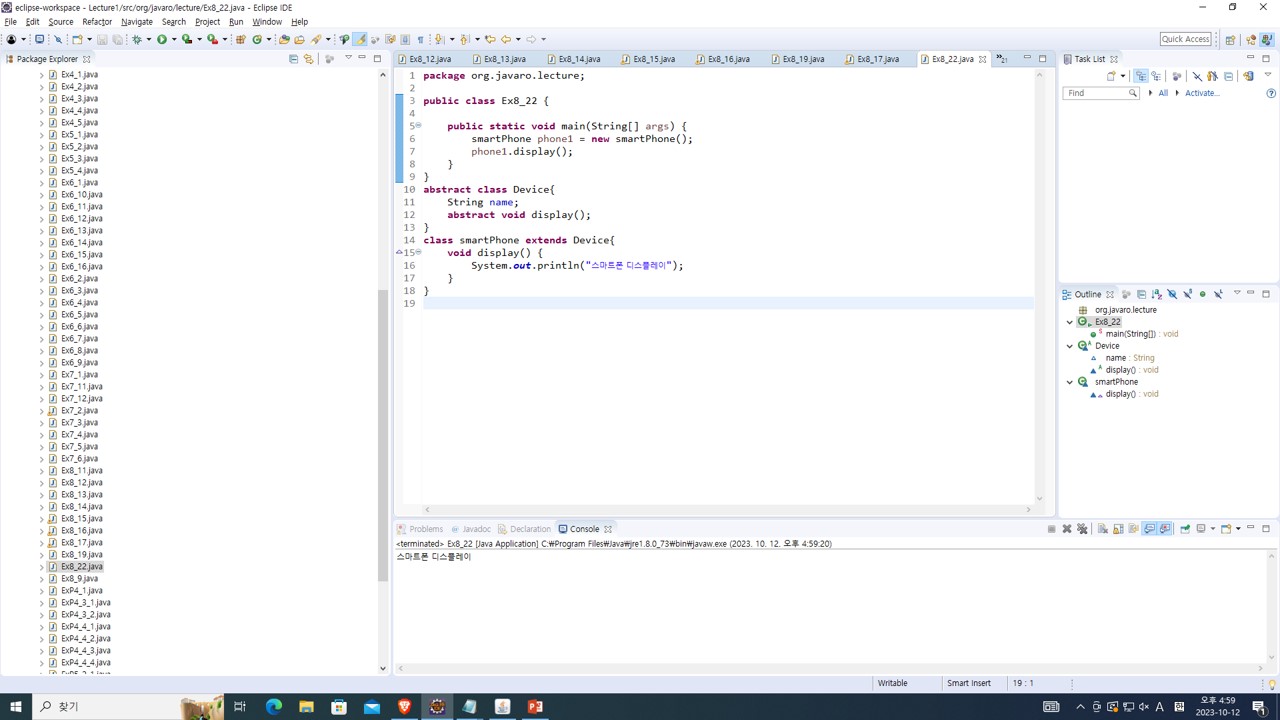 eclipse-workspace - Lecture1/src/org/javaro/lecture/Ex8_22.java - Eclipse IDE
File Edit Source Refactor Navigate Search Project Run Window Help
Quick Access
Package Explorer
Ex4_1.java
Ex4_2.java
Ex4_3.java
Ex4_4.java
Ex4_5.java
Ex5_1.java
Ex5_2.java
Ex5_3.java
Ex5_4.java
Ex6_1.java
Ex6_10.java
Ex6_11.java
Ex6_12.java
Ex6_13.java
Ex6_14.java
Ex6_15.java
Ex6_16.java
Ex6_2.java
Ex6_3.java
Ex6_4.java
Ex6_5.java
Ex6_6.java
Ex6_7.java
Ex6_8.java
Ex6_9.java
Ex7_1.java
Ex7_11.java
Ex7_12.java
Ex7_2.java
Ex7_3.java
Ex7_4.java
Ex7_5.java
Ex7_6.java
Ex8_11.java
Ex8_12.java
Ex8_13.java
Ex8_14.java
Ex8_15.java
Ex8_16.java
Ex8_17.java
Ex8_19.java
Ex8_22.java
Ex8_9.java
ExP4_1.java
ExP4_3_1.java
ExP4_3_2.java
ExP4_4_1.java
ExP4_4_2.java
ExP4_4_3.java
ExP4_4_4.java
Ex8_12.java Ex8_13.java Ex8_14.java Ex8_15.java Ex8_16.java Ex8_19.java Ex8_17.java Ex8_22.java
1 package org.javaro.lecture;
2
3 public class Ex8_22 {
4
5 public static void main(String[] args) {
6 smartPhone phone1 = new smartPhone();
7 phone1.display();
8 }
9 }
10 abstract class Device{
11 String name;
12 abstract void display();
13 }
14 class smartPhone extends Device{
15 void display() {
16 System.out.println("스마트폰 디스플레이");
17 }
18 }
19
Task List
Find All Activate...
Outline
org.javaro.lecture
Ex8_22
main(String[]) : void
Device
name : String
display() : void
smartPhone
display() : void
Problems Javadoc Declaration Console
<terminated> Ex8_22 [Java Application] C:₩Program Files₩Java₩jre1.8.0_73₩bin₩javaw.exe (2023. 10. 12. 오후 4:59:20)
스마트폰 디스플레이
Writable Smart Insert 19 : 1
찾기
A
오후 4:59
2023-10-12